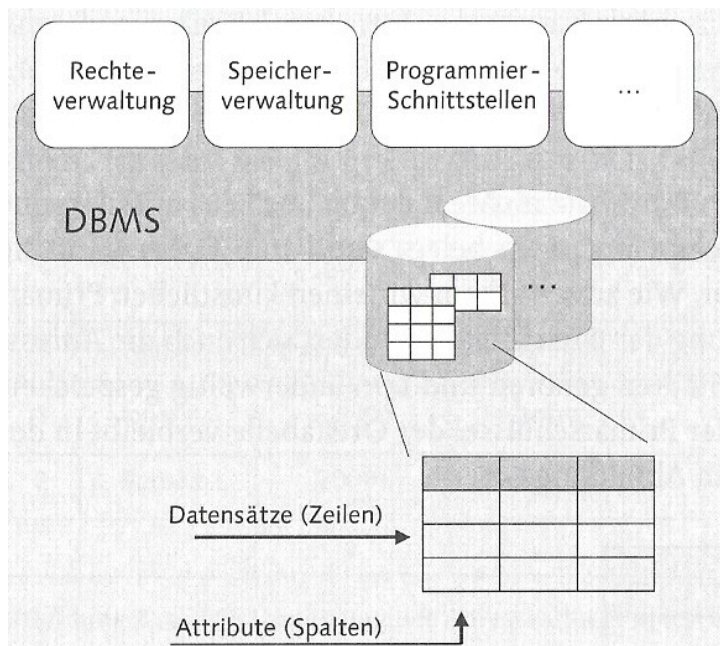 Rechte-
verwaltung
Speicher-
verwaltung
Programmier-
Schnittstellen
...
DBMS
...
Datensätze (Zeilen)
Attribute (Spalten)